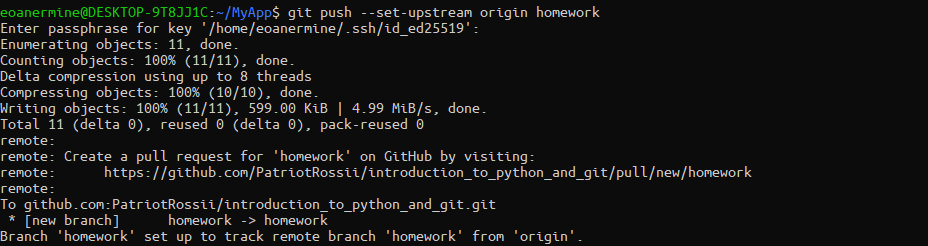 eoanermine@DESKTOP-9T8JJ1C:~/MyApp$ git push --set-upstream origin homework
Enter passphrase for key '/home/eoanermine/.ssh/id_ed25519':
Enumerating objects: 11, done.
Counting objects: 100% (11/11), done.
Delta compression using up to 8 threads
Compressing objects: 100% (10/10), done.
Writing objects: 100% (11/11), 599.00 KiB | 4.99 MiB/s, done.
Total 11 (delta 0), reused 0 (delta 0), pack-reused 0
remote:
remote: Create a pull request for 'homework' on GitHub by visiting:
remote:      https://github.com/PatriotRossii/introduction_to_python_and_git/pull/new/homework
remote:
To github.com:PatriotRossii/introduction_to_python_and_git.git
 * [new branch]      homework -> homework
Branch 'homework' set up to track remote branch 'homework' from 'origin'.